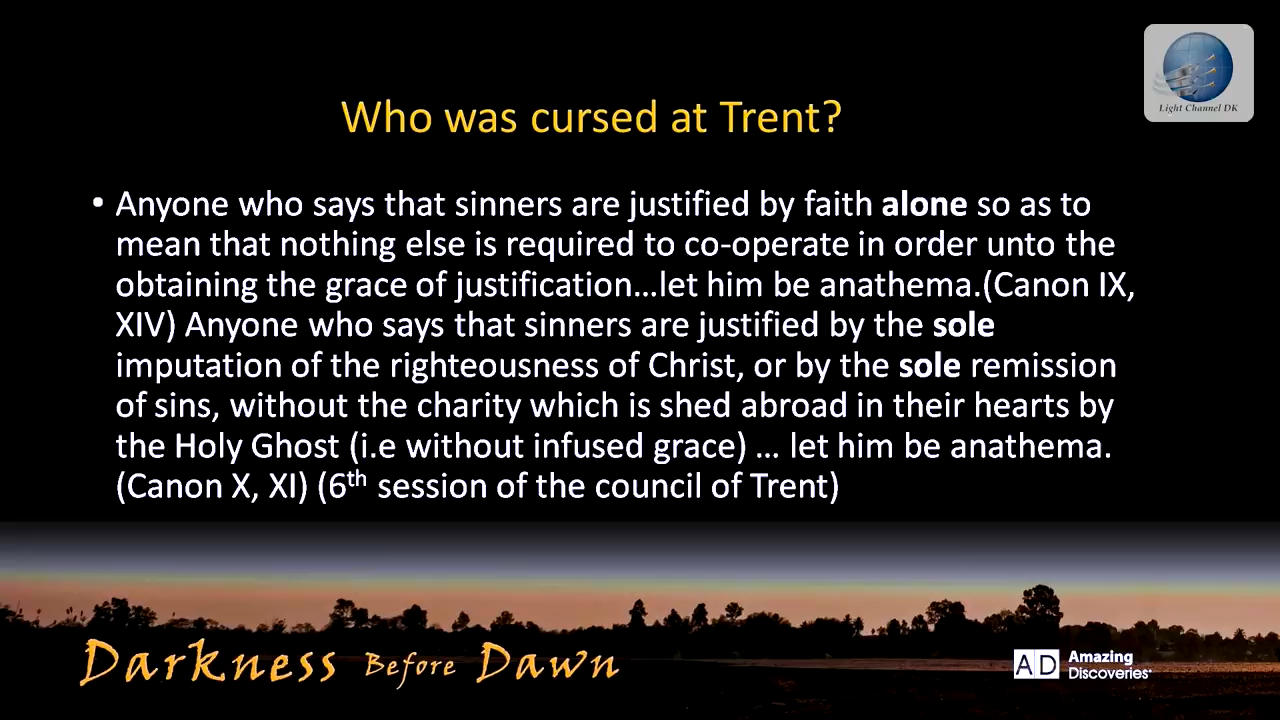 Light Channel DK
Who was cursed at Trent?
• Anyone who says that sinners are justified by faith alone so as to
mean that nothing else is required to co-operate in order unto the
obtaining the grace of justification…let him be anathema.(Canon IX,
XIV) Anyone who says that sinners are justified by the sole
imputation of the righteousness of Christ, or by the sole remission
of sins, without the charity which is shed abroad in their hearts by
the Holy Ghost (i.e without infused grace) … let him be anathema.
(Canon X, XI) (6th session of the council of Trent)
Darkness Before Dawn
AD Amazing
Discoveries